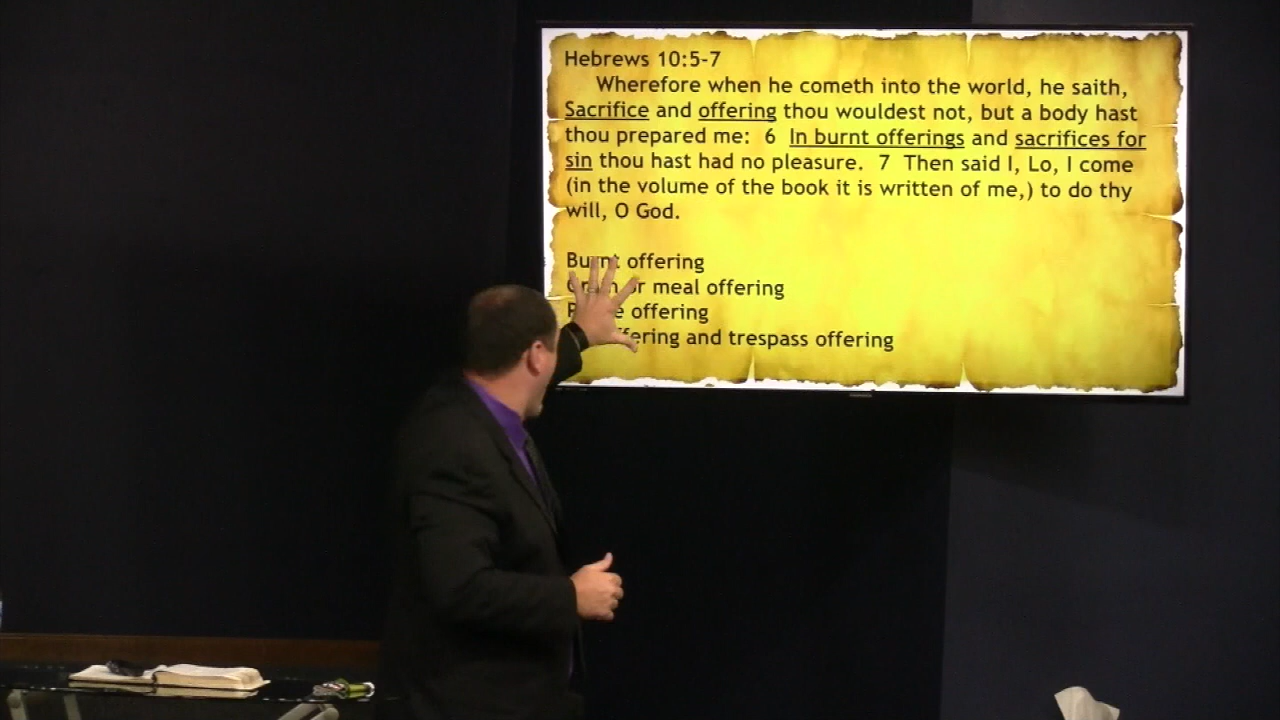 Hebrews 10:5-7
Wherefore when he cometh into the world, he saith,
Sacrifice and offering thou wouldest not, but a body hast
thou prepared me: 6 In burnt offerings and sacrifices for
sin thou hast had no pleasure. 7 Then said I, Lo, I come
(in the volume of the book it is written of me,) to do thy
will, O God.
Burnt offering
or meal offering
offering
and trespass offering